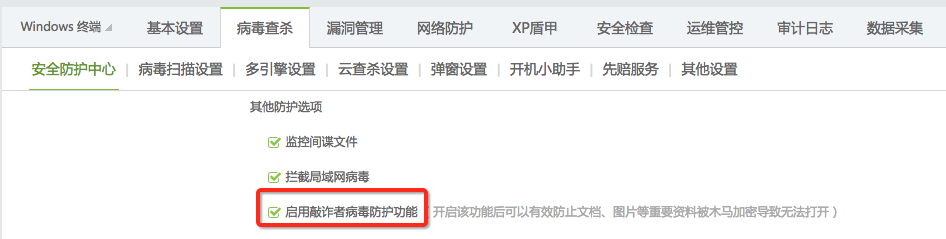 Windows 终端 基本设置 病毒查杀 漏洞管理 网络防护 XP盾甲 安全检查 运维管控 审计日志 数据采集
安全防护中心 | 病毒扫描设置 | 多引擎设置 | 云查杀设置 | 弹窗设置 | 开机小助手 | 先赔服务 | 其他设置
其他防护选项
监控间谍文件
拦截局域网病毒
启用敲诈者病毒防护功能 开启该功能后可以有效防止文档、图片等重要资料被木马加密导致无法打开）